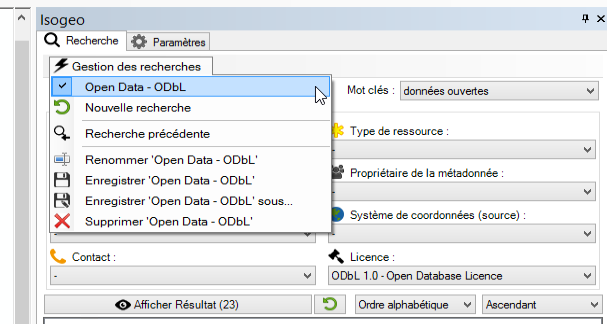 Isogeo
Recherche Paramètres
Gestion des recherches
Open Data - ODbL
Mot clés : données ouvertes
Nouvelle recherche
Recherche précédente
Type de ressource :
-
Renommer 'Open Data - ODbL'
Propriétaire de la métadonnée :
Enregistrer 'Open Data - ODbL'
-
Enregistrer 'Open Data - ODbL' sous...
Système de coordonnées (source) :
Supprimer 'Open Data - ODbL'
- -
Contact : Licence :
- ODbL 1.0 - Open Database Licence
Afficher Résultat (23) Ordre alphabétique Ascendant